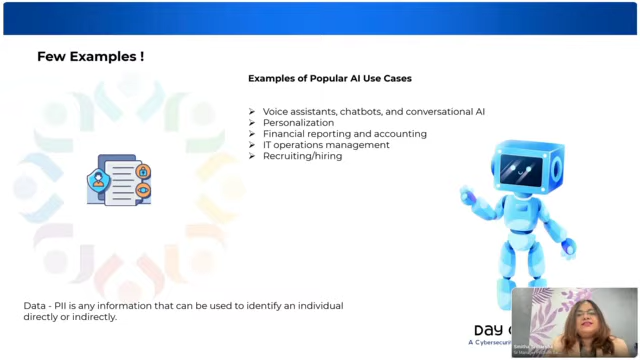 Few Examples !
Examples of Popular AI Use Cases
➢ Voice assistants, chatbots, and conversational AI
➢ Personalization
➢ Financial reporting and accounting
➢ IT operations management
➢ Recruiting/hiring
Data - PII is any information that can be used to identify an individual
directly or indirectly.
DAY
A Cybersecuri